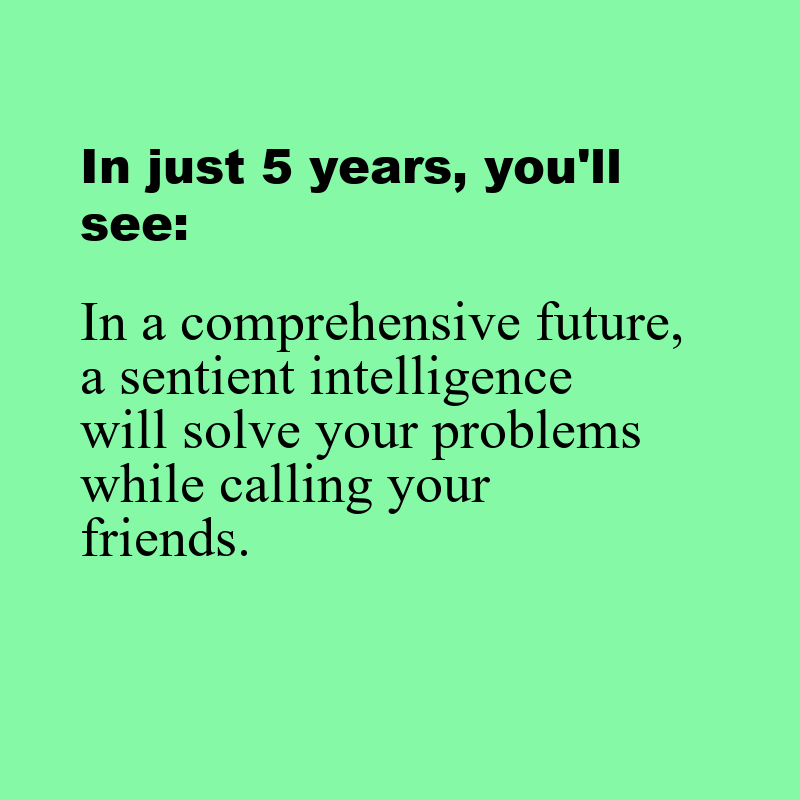 In just 5 years, you'll
see:
In a comprehensive future,
a sentient intelligence
will solve your problems
while calling your
friends.